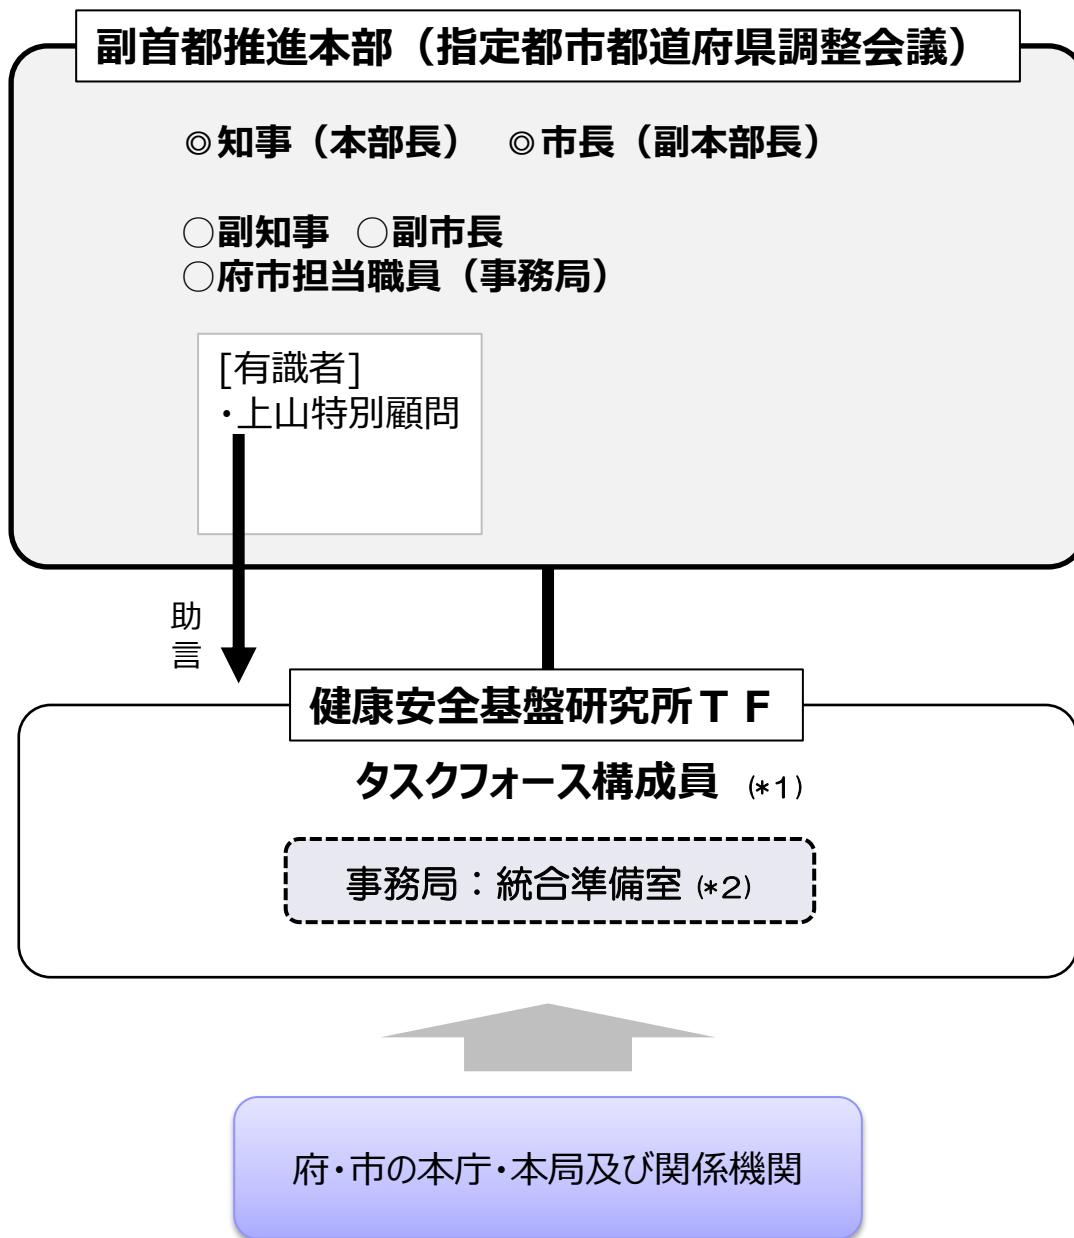 副首都推進本部（指定都市都道府県調整会議）
◎知事（本部長）　◎市長（副本部長）
○副知事　○副市長
○府市担当職員（事務局）
[有識者]
・上山特別顧問
助言
健康安全基盤研究所ＴＦ
タスクフォース構成員 (*1)
事務局：統合準備室 (*2)
府・市の本庁・本局及び関係機関